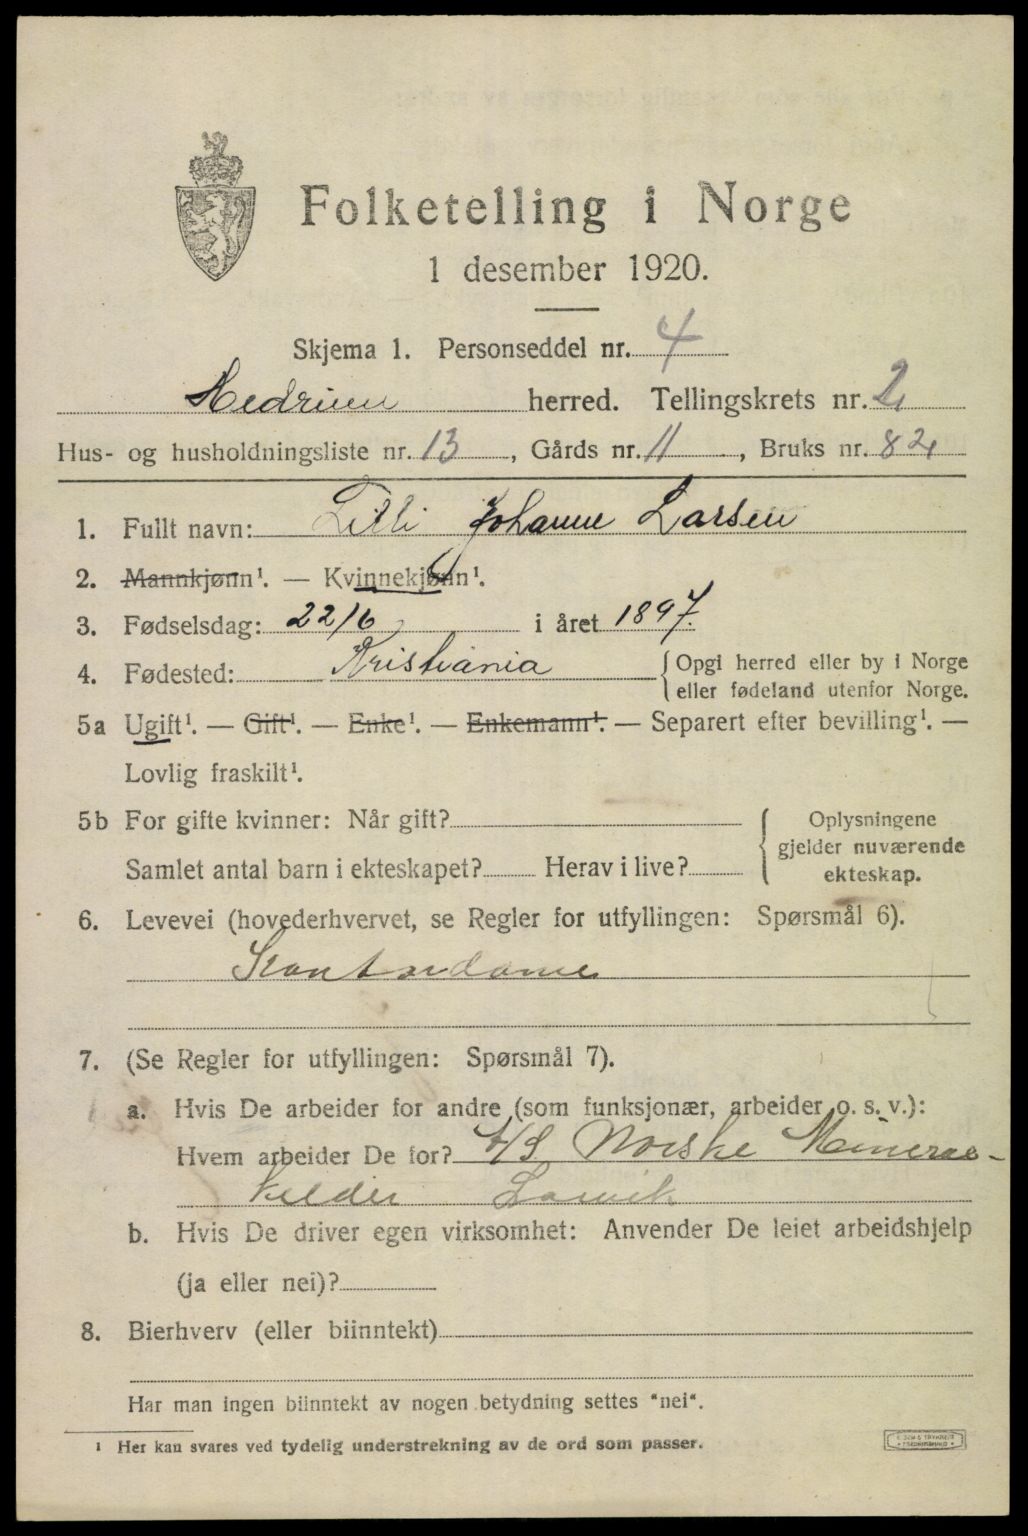 Folketelling i Norge
1 desember 1920.
Skjema 1. Personseddel nr. 4
Hedrum herred. Tellingskrets nr. 2
Hus- og husholdningsliste nr. 13, Gårds nr. 11, Bruks nr. 82
1. Fullt navn: Lilli Johanne Larsen
2. Mannkjønn¹. — Kvinnekjønn¹.
3. Fødselsdag: 22/6 i året 1897.
4. Fødested: Kristiania {Opgi herred eller by i Norge
eller fødeland utenfor Norge.
5a Ugift¹. — Gift¹. — Enke¹. — Enkemann¹. — Separert efter bevilling¹. —
Lovlig fraskilt¹.
5b For gifte kvinner: Når gift? { Oplysningene
gjelder nuværende
Samlet antal barn i ekteskapet? Herav i live? ekteskap.
6. Levevei (hovederhvervet, se Regler for utfyllingen: Spørsmål 6).
Kontordame
7. (Se Regler for utfyllingen: Spørsmål 7).
a. Hvis De arbeider for andre (som funksjonær, arbeider o. s. v.):
Hvem arbeider De for? A/S Norske Mineral-
kilder Larvik
b. Hvis De driver egen virksomhet: Anvender De leiet arbeidshjelp
(ja eller nei)?
8. Bierhverv (eller biinntekt)
Har man ingen biinntekt av nogen betydning settes "nei".
¹ Her kan svares ved tydelig understrekning av de ord som passer.